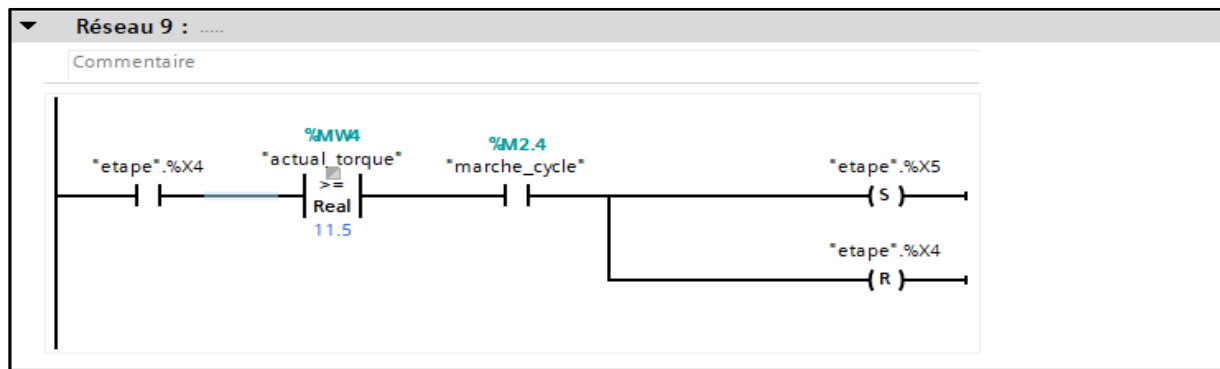 Réseau 9 : .....
Commentaire
%MW4
"actual_torque"
%M2.4
"marche_cycle"
"etape".%X4
"etape".%X5
>=
Real
11.5
S
"etape".%X4
R